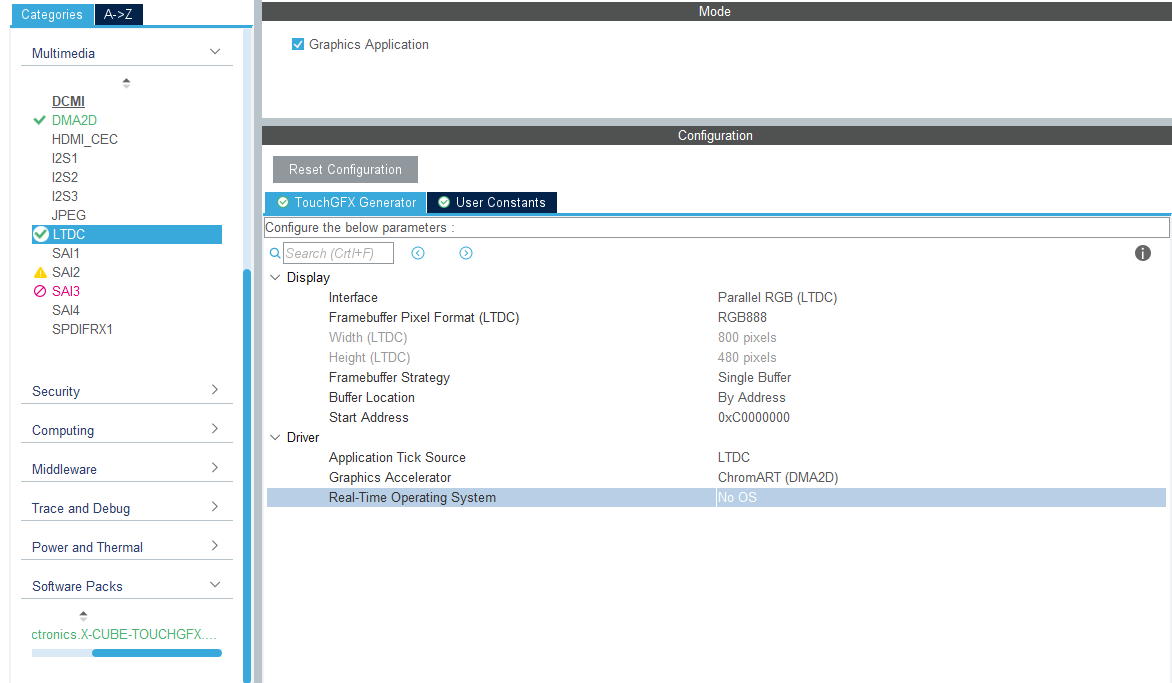 Categories A->Z
Multimedia
DCMI
DMA2D
HDMI_CEC
I2S1
I2S2
I2S3
JPEG
LTDC
SAI1
SAI2
SAI3
SAI4
SPDIFRX1
Security
Computing
Middleware
Trace and Debug
Power and Thermal
Software Packs
ctronics.X-CUBE-TOUCHGFX....
Mode
Graphics Application
Configuration
Reset Configuration
TouchGFX Generator User Constants
Configure the below parameters :
Search (Crtl+F)
Display
Interface Parallel RGB (LTDC)
Framebuffer Pixel Format (LTDC) RGB888
Width (LTDC) 800 pixels
Height (LTDC) 480 pixels
Framebuffer Strategy Single Buffer
Buffer Location By Address
Start Address 0xC0000000
Driver
Application Tick Source LTDC
Graphics Accelerator ChromART (DMA2D)
Real-Time Operating System No OS